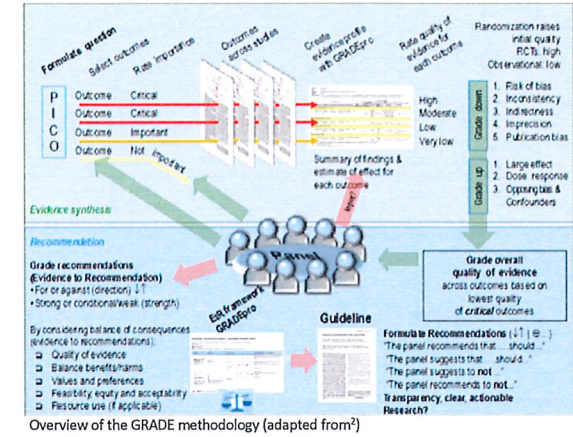 Formulate question
Select outcomes
Rate importance
Outcomes across studies
Create evidence profile with GRADEpro
Rate quality of evidence for each outcome
Randomization raises
initial quality
RCTs: high
Observational: low
P
I
C
O
Outcome Critical
Outcome Critical
Outcome Important
Outcome Not important
High
Moderate
Low
Very low
Summary of findings &
estimate of effect for
each outcome
Grade down
1. Risk of bias
2. Inconsistency
3. Indirectness
4. Imprecision
5. Publication bias
Grade up
1. Large effect
2. Dose response
3. Opposing bias &
Confounders
Evidence synthesis
Recommendation
Panel
Grade recommendations
(Evidence to Recommendation)
• For or against (direction) ↓↑
• Strong or conditional/weak (strength)
By considering balance of consequences
(evidence to recommendations):
❑ Quality of evidence
❑ Balance benefits/harms
❑ Values and preferences
❑ Feasibility, equity and acceptability
❑ Resource use (if applicable)
EtR framework
GRADEpro
Guideline
Grade overall
quality of evidence
across outcomes based on
lowest quality
of critical outcomes
Formulate Recommendations (↓↑ | ⊖...)
"The panel recommends that ....should..."
"The panel suggests that .... should..."
"The panel suggests to not ..."
"The panel recommends to not ..."
Transparency, clear, actionable
Research?
Overview of the GRADE methodology (adapted from²)